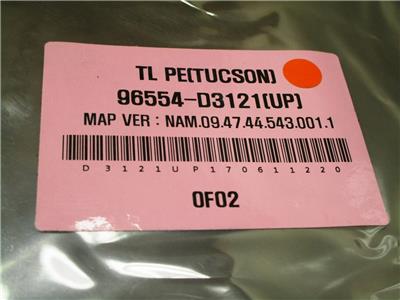 TL PE(TUCSON)
96554-D3121(UP)
MAP VER : NAM.09.47.44.543.001.1
D3121UP170611220
0F02